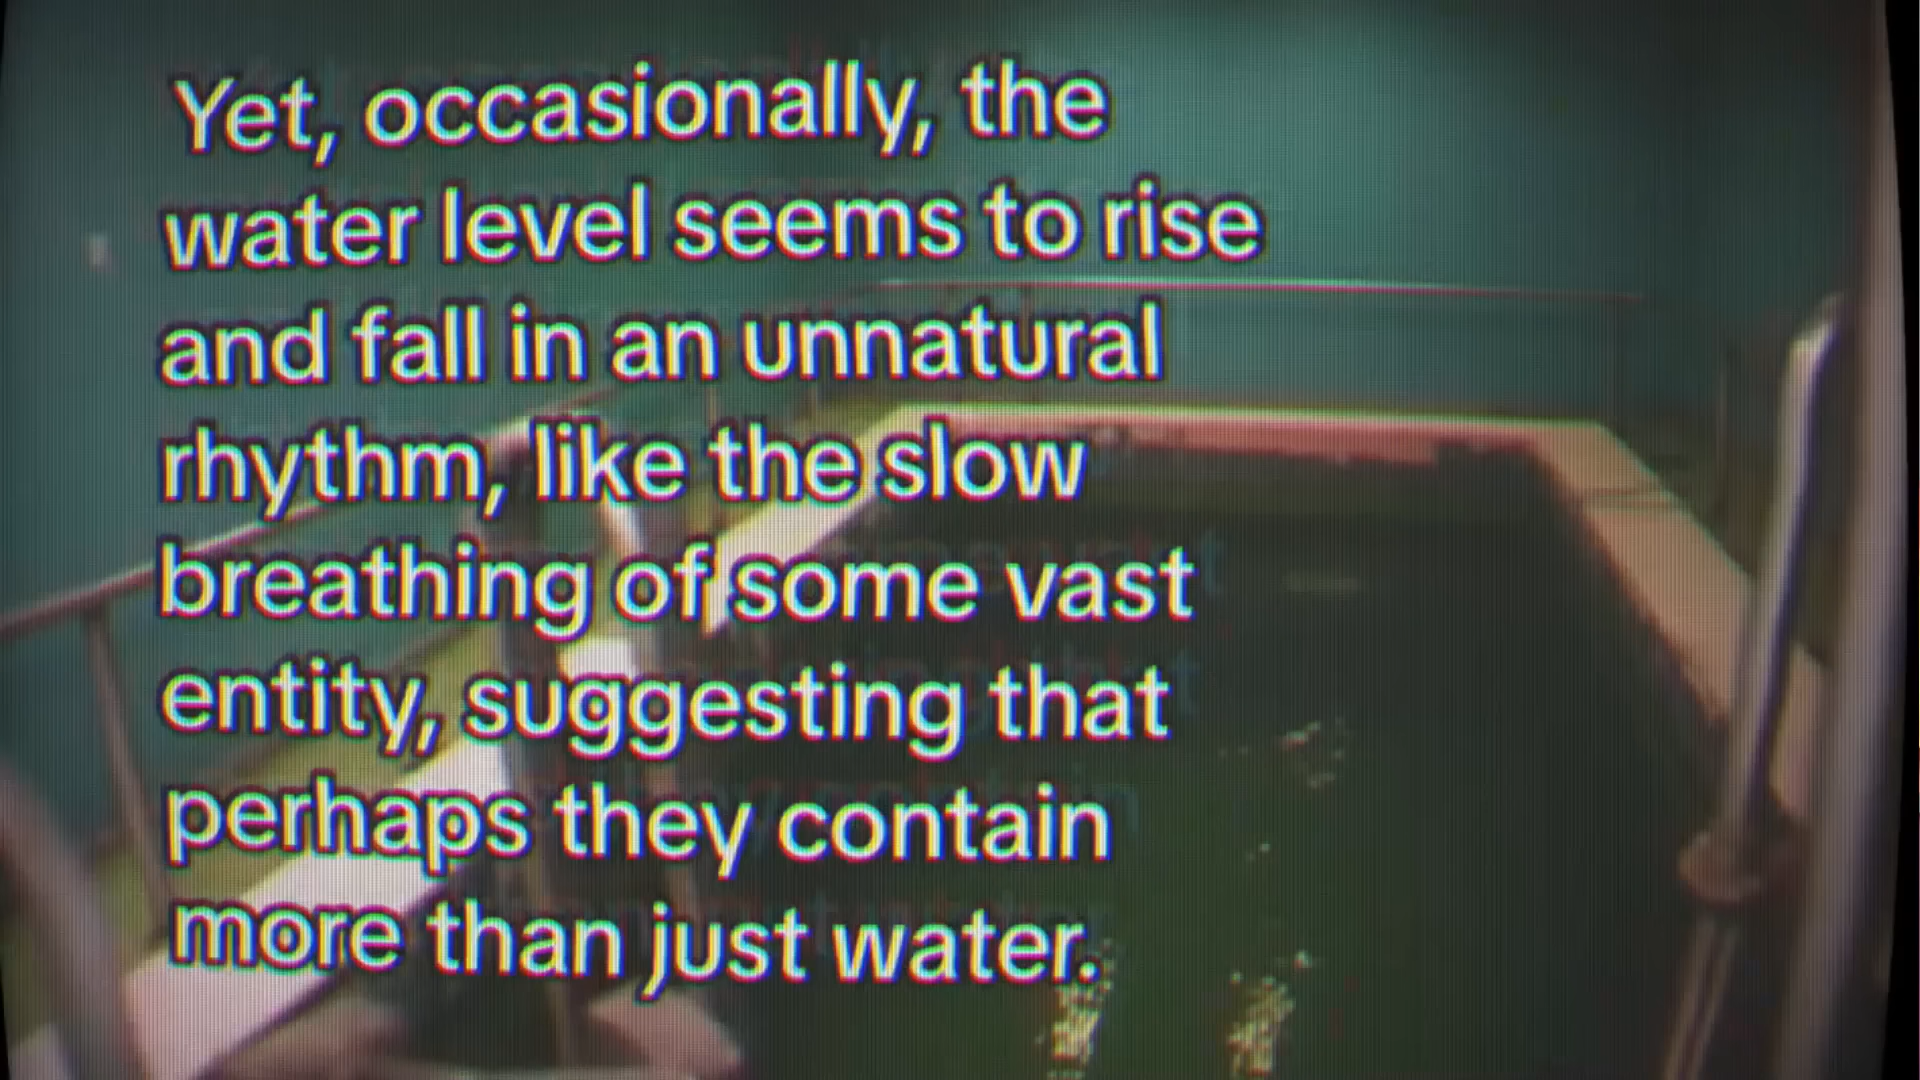 Yet, occasionally, the
water level seems to rise
and fall in an unnatural
rhythm, like the slow
breathing of some vast
entity, suggesting that
perhaps they contain
more than just water.